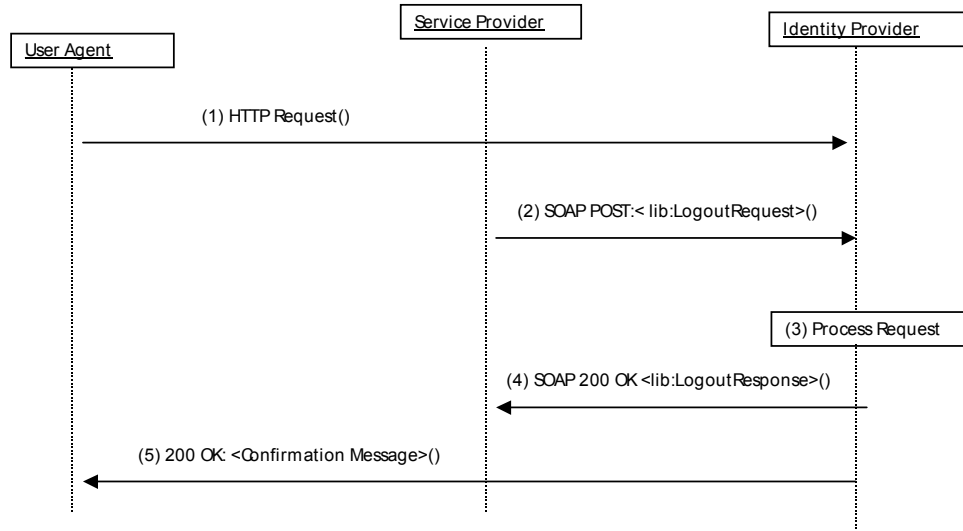 Service Provider
Identity Provider
User Agent
(1) HTTP Request()
(2) SOAP POST:< lib:LogoutRequest>()
(3) Process Request
(4) SOAP 200 OK <lib:LogoutResponse>()
(5) 200 OK: <Confirmation Message>()